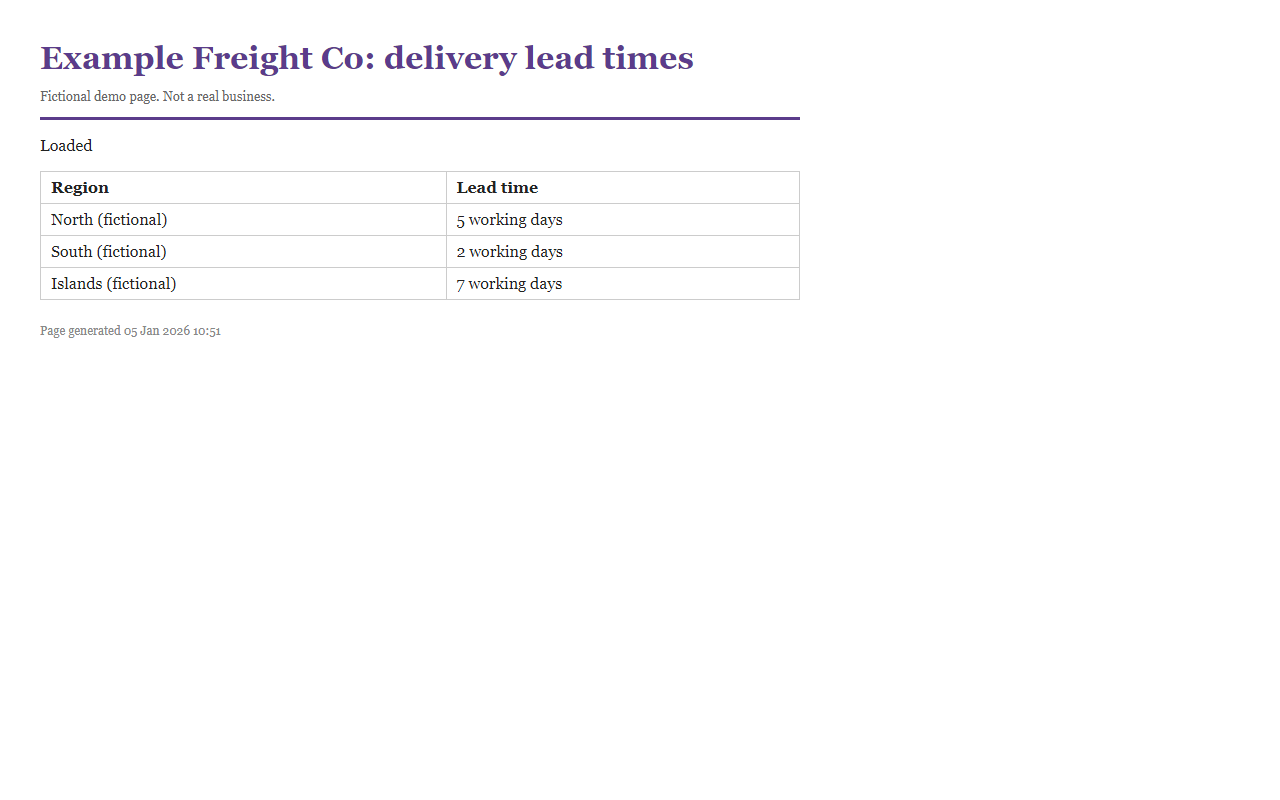 Example Freight Co: delivery lead times
Fictional demo page. Not a real business.
Loaded
Region Lead time
North (fictional) 5 working days
South (fictional) 2 working days
Islands (fictional) 7 working days
Page generated 05 Jan 2026 10:51